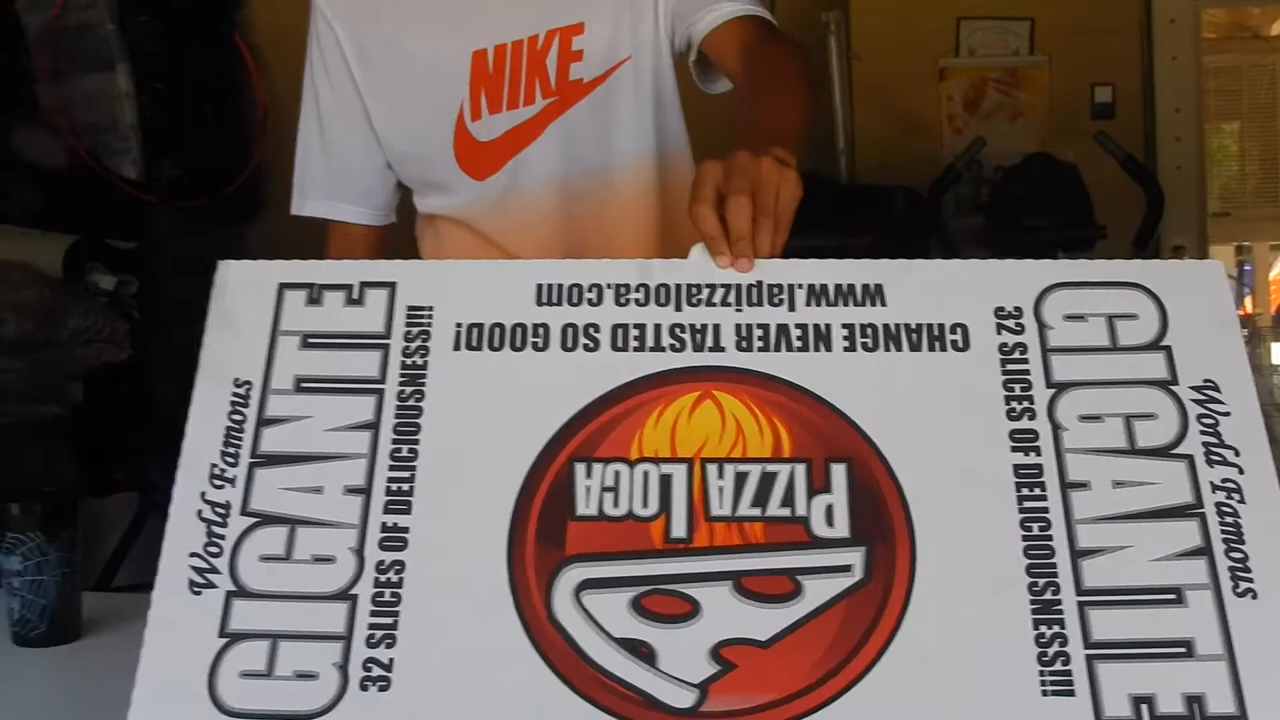 NIKE
www.lapizzaloca.com
CHANGE NEVER TASTED SO GOOD!
PIZZA LOCA
World Famous
GIGANTE
32 SLICES OF DELICIOUSNESS!!!
World Famous
GIGANTE
32 SLICES OF DELICIOUSNESS!!!